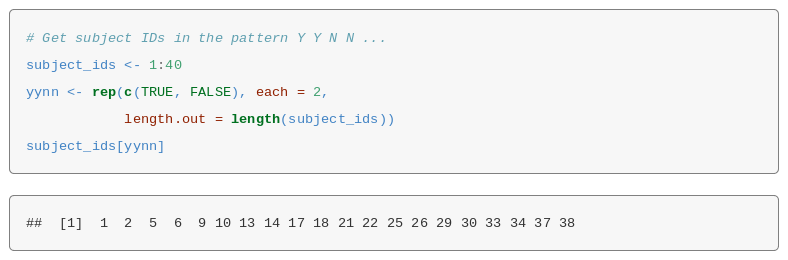 # Get subject IDs in the pattern Y Y N N ...
subject_ids <- 1:40
yynn <- rep(c(TRUE, FALSE), each = 2,
            length.out = length(subject_ids))
subject_ids[yynn]
##  [1]  1  2  5  6  9 10 13 14 17 18 21 22 25 26 29 30 33 34 37 38